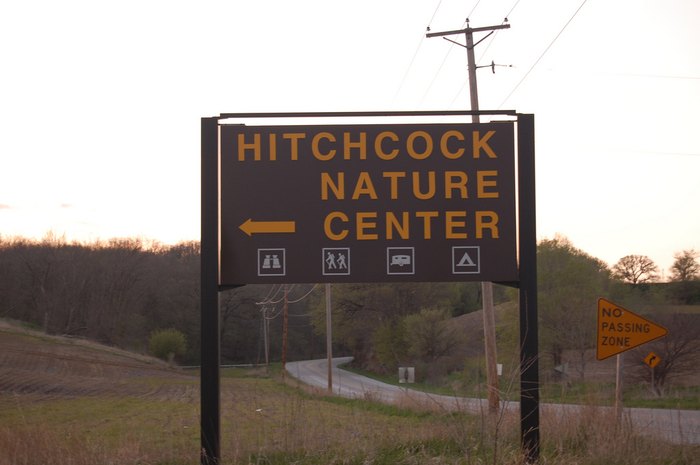 HITCHCOCK
NATURE
CENTER
NO
PASSING
ZONE